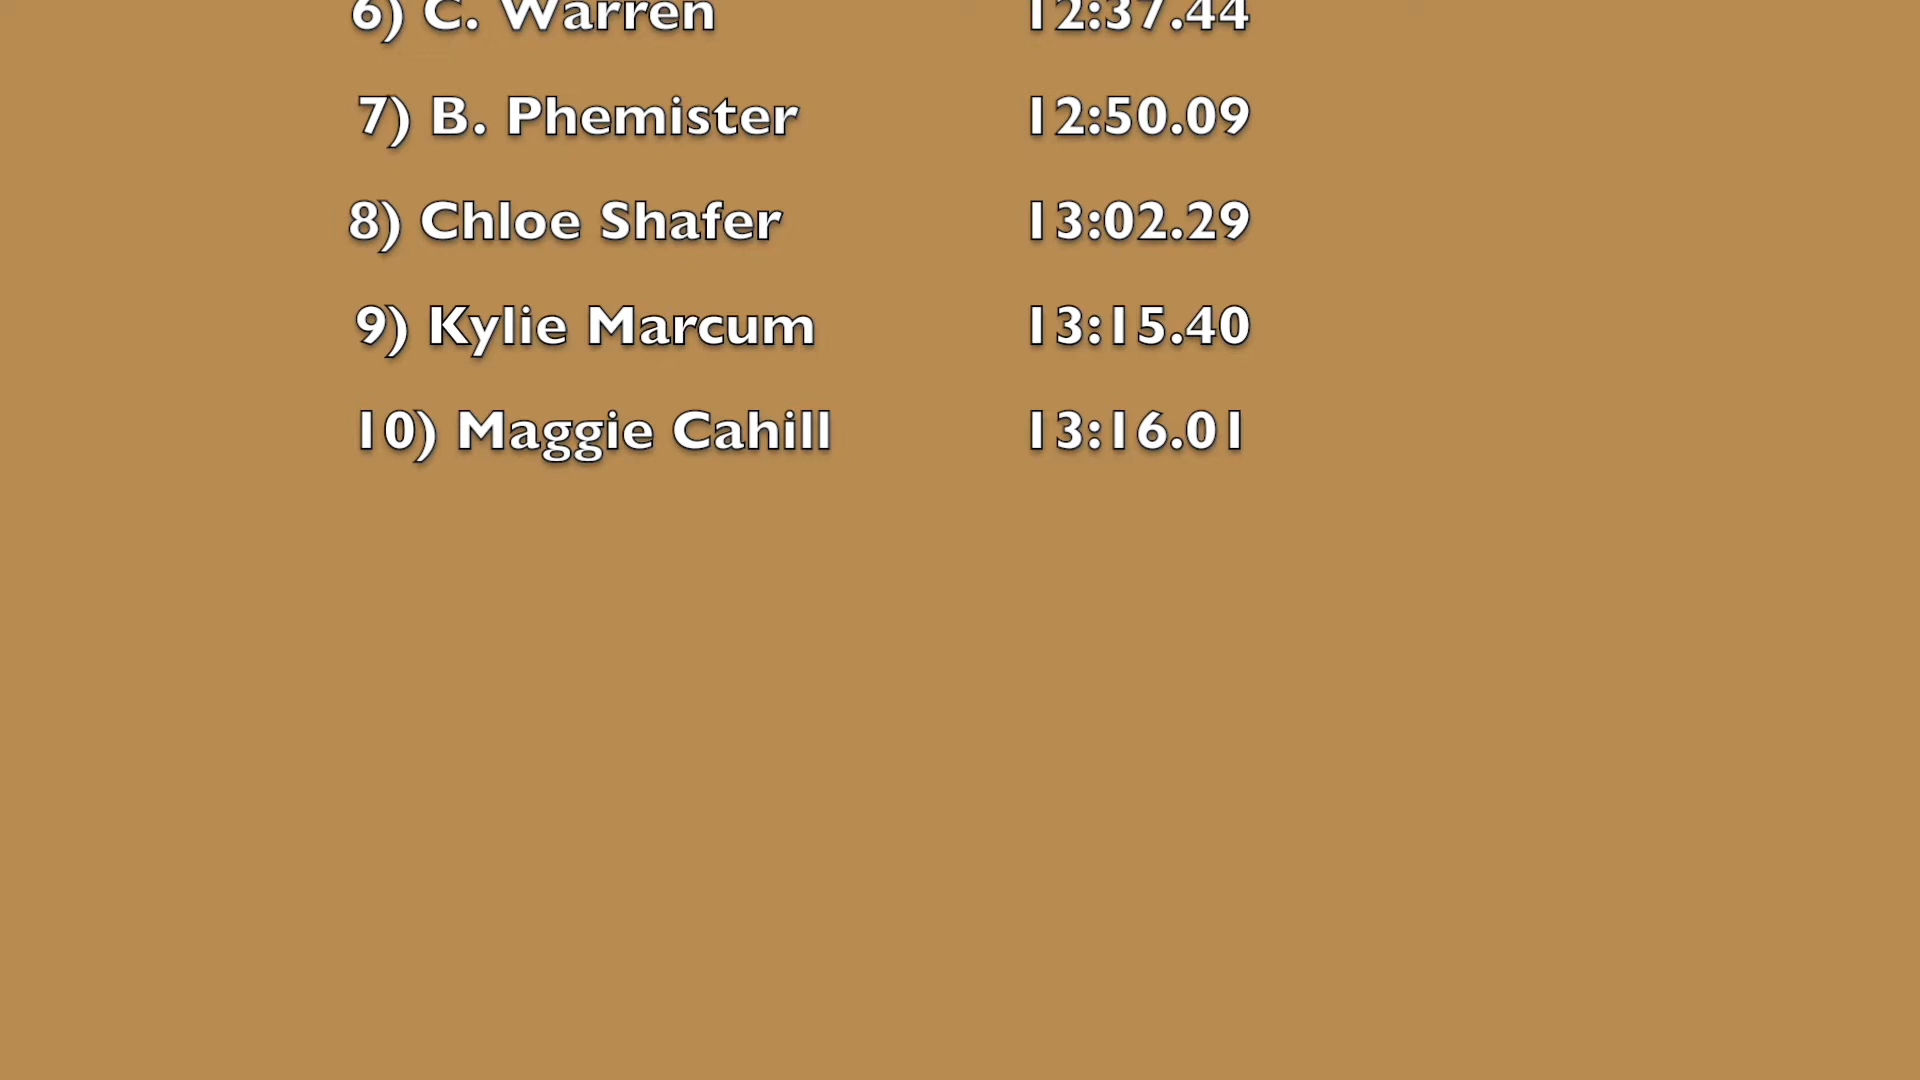 6) C. Warren 12:37.44
7) B. Phemister 12:50.09
8) Chloe Shafer 13:02.29
9) Kylie Marcum 13:15.40
10) Maggie Cahill 13:16.01